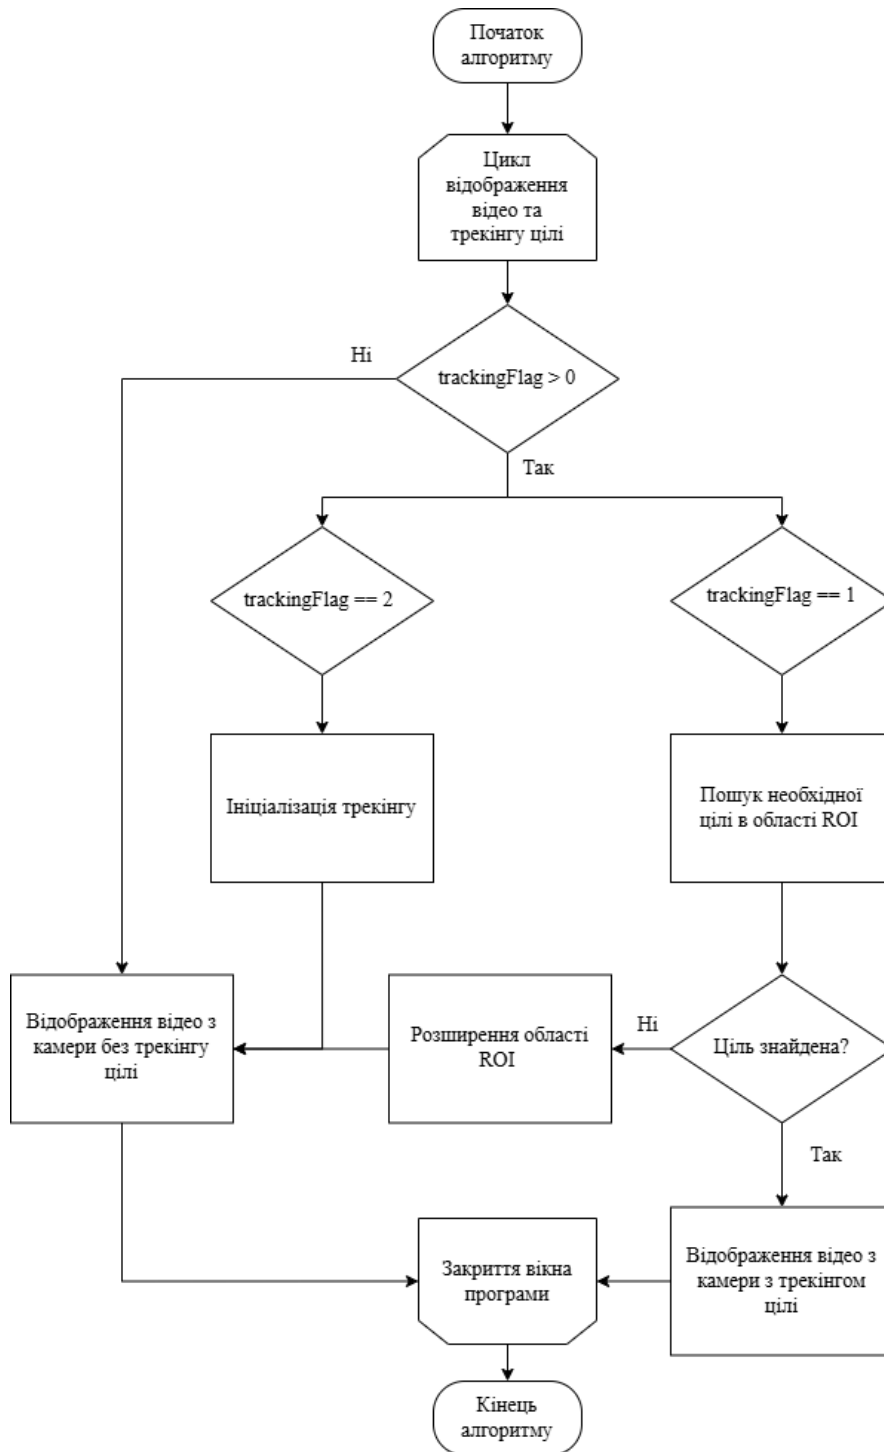 Початок
алгоритму
Цикл
відображення
відео та
трекінгу цілі
trackingFlag > 0
Ні
Так
trackingFlag == 2
trackingFlag == 1
Ініціалізація трекінгу
Пошук необхідної
цілі в області ROI
Відображення відео з
камери без трекінгу
цілі
Розширення області
ROI
Ні
Ціль знайдена?
Так
Закриття вікна
програми
Відображення відео з
камери з трекінгом
цілі
Кінець
алгоритму